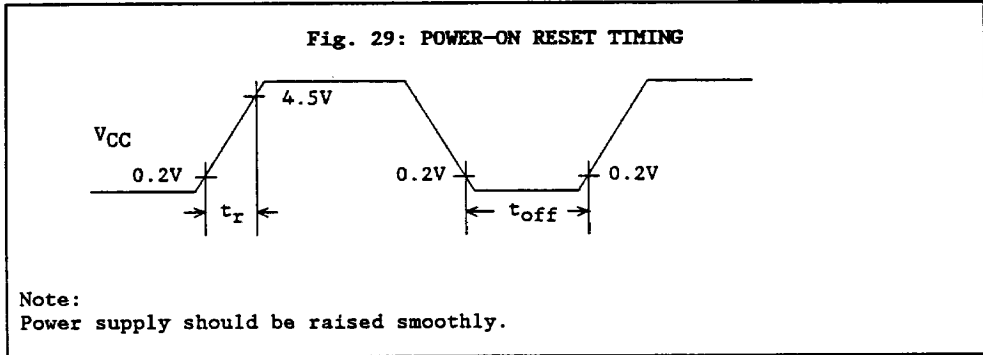 Fig. 29: POWER-ON RESET TIMING
4.5V
VCC
0.2V
0.2V
0.2V
tr
toff
Note:
Power supply should be raised smoothly.